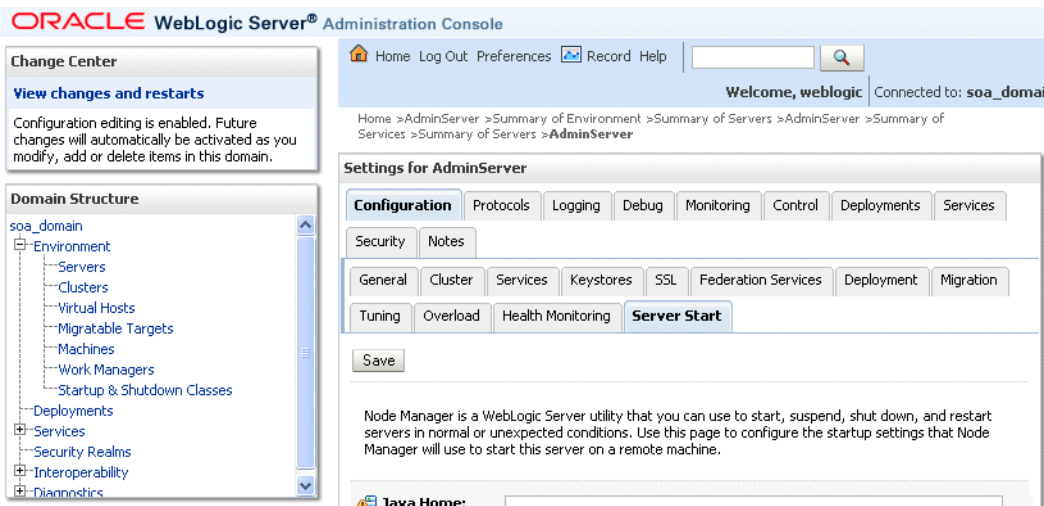 ORACLE WebLogic Server® Administration Console
Change Center
View changes and restarts
Configuration editing is enabled. Future
changes will automatically be activated as you
modify, add or delete items in this domain.
Domain Structure
soa_domain
Environment
Servers
Clusters
Virtual Hosts
Migratable Targets
Machines
Work Managers
Startup & Shutdown Classes
Deployments
Services
Security Realms
Interoperability
Diagnostics
Home Log Out Preferences Record Help
Welcome, weblogic Connected to: soa_domai
Home >AdminServer >Summary of Environment >Summary of Servers >AdminServer >Summary of
Services >Summary of Servers >AdminServer
Settings for AdminServer
Configuration Protocols Logging Debug Monitoring Control Deployments Services
Security Notes
General Cluster Services Keystores SSL Federation Services Deployment Migration
Tuning Overload Health Monitoring Server Start
Save
Node Manager is a WebLogic Server utility that you can use to start, suspend, shut down, and restart
servers in normal or unexpected conditions. Use this page to configure the startup settings that Node
Manager will use to start this server on a remote machine.
Java Home: